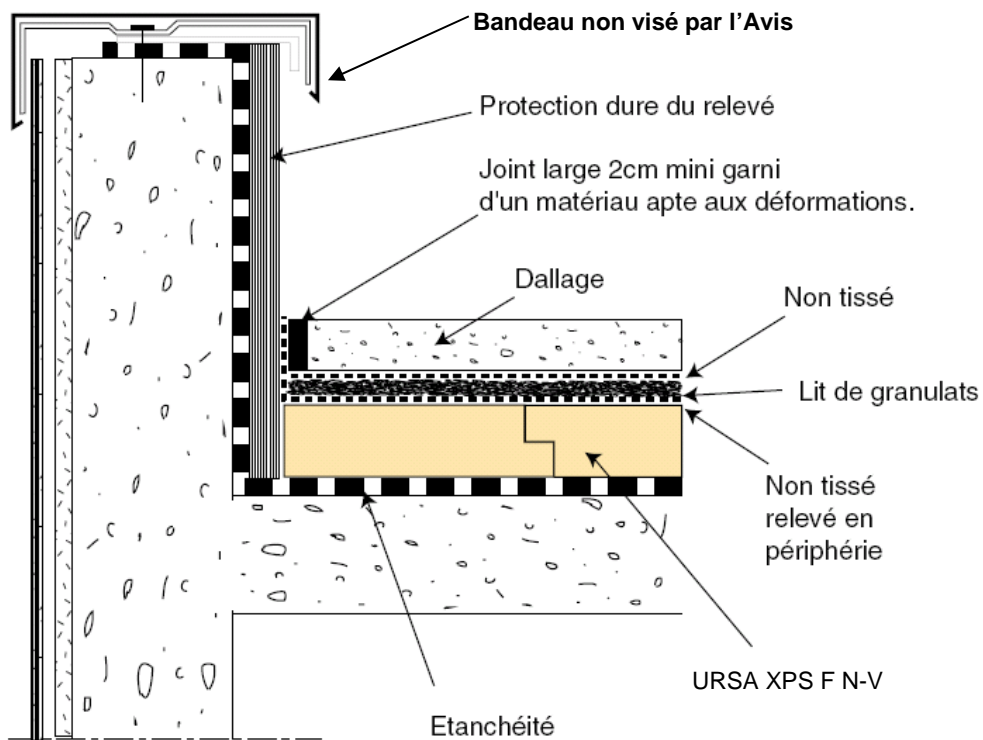 Bandeau non visé par l’Avis
Protection dure du relevé
Joint large 2cm mini garni
d'un matériau apte aux déformations.
Dallage
Non tissé
Lit de granulats
Non tissé
relevé en
périphérie
URSA XPS F N-V
Etanchéité